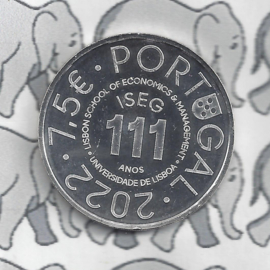 PORTUGAL · 2022 · 7,5€ ·
LISBON SCHOOL OF ECONOMICS & MANAGEMENT
ISEG
111
ANOS
• UNIVERSIDADE DE LISBOA •